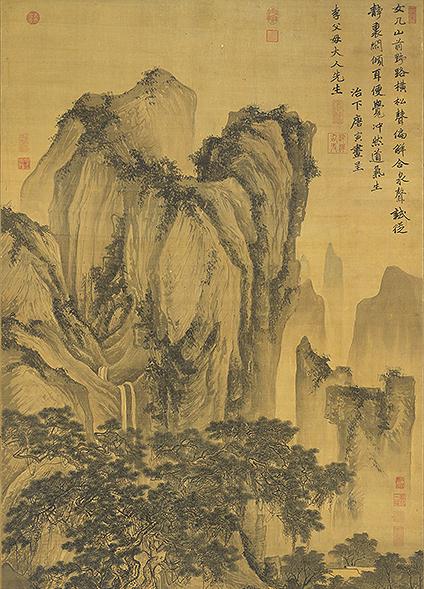 女几山前野路橫松聲偏解合泉聲試從
靜裏閒傾耳便覺沖然道氣生
治下唐寅畫呈
李父母大人先生